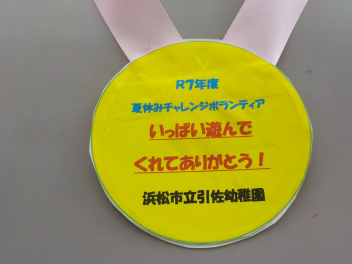 R7年度
夏休みチャレンジボランティア
いっぱい遊んで
くれてありがとう！
浜松市立引佐幼稚園